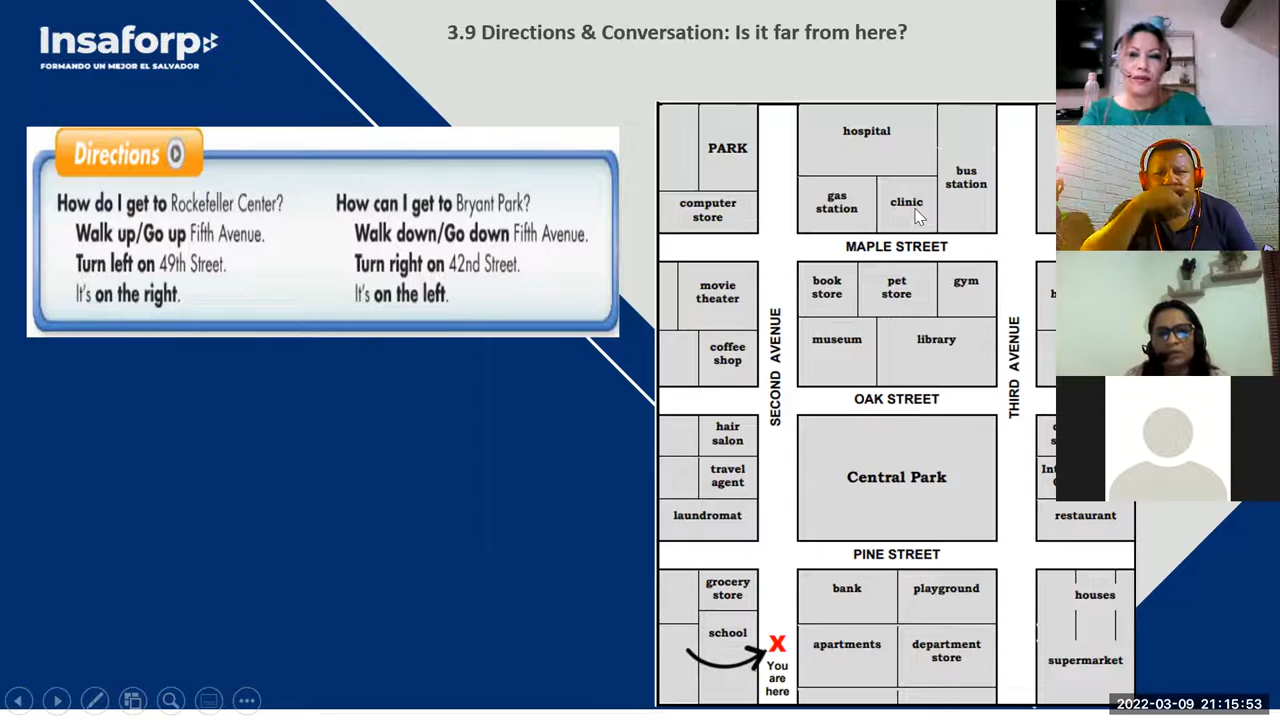 Insaforp
FORMANDO UN MEJOR EL SALVADOR
3.9 Directions & Conversation: Is it far from here?
Directions
How do I get to Rockefeller Center?
Walk up/Go up Fifth Avenue.
Turn left on 49th Street.
It's on the right.
How can I get to Bryant Park?
Walk down/Go down Fifth Avenue.
Turn right on 42nd Street.
It's on the left.
PARK
computer
store
hospital
gas
station
clinic
bus
station
MAPLE STREET
movie
theater
coffee
shop
SECOND AVENUE
book
store
pet
store
gym
museum
library
THIRD AVENUE
OAK STREET
hair
salon
travel
agent
laundromat
Central Park
restaurant
PINE STREET
grocery
store
school
X
You
are
here
bank
playground
apartments
department
store
houses
supermarket
2022-03-09 21:15:53